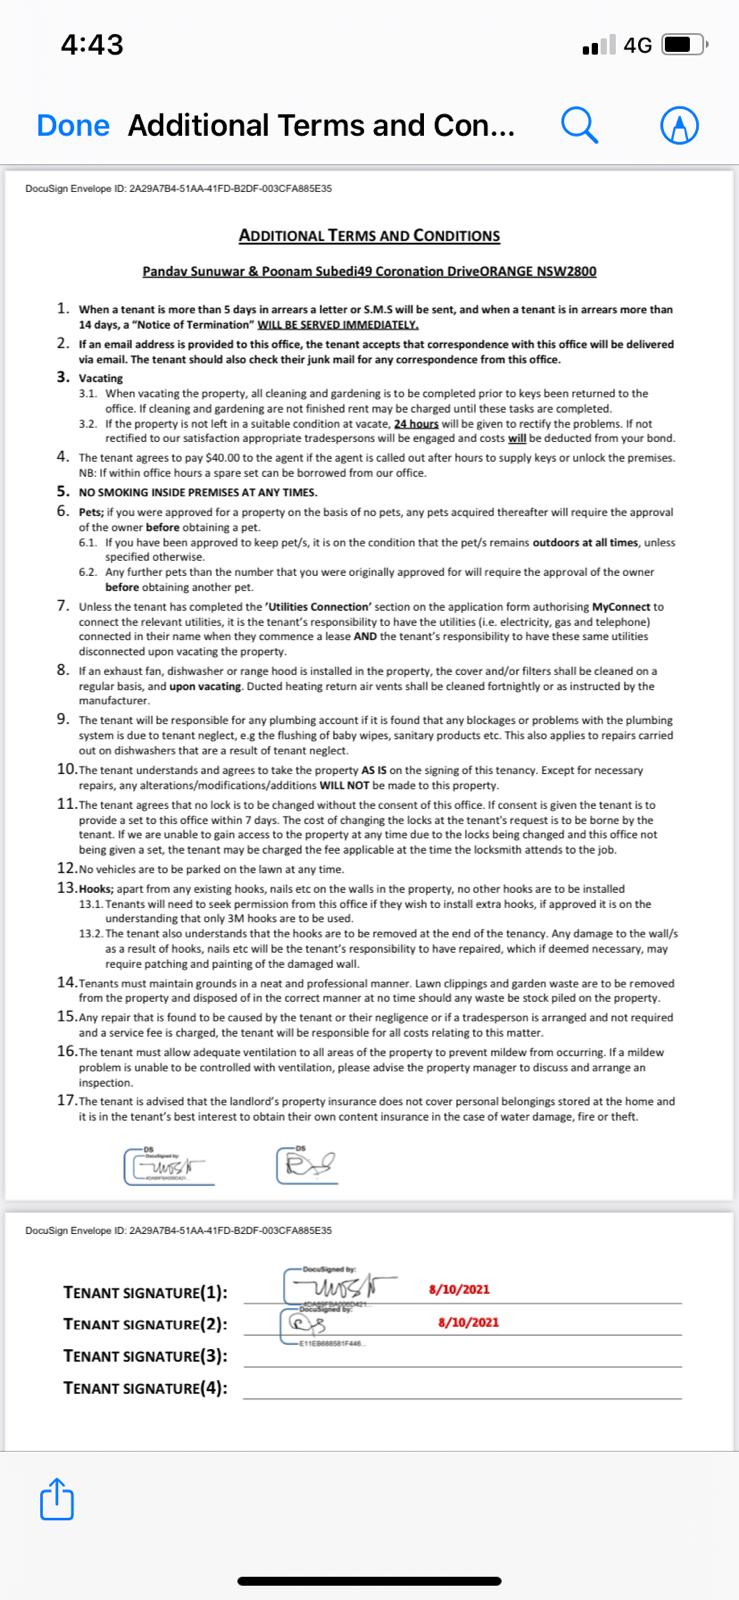 4:43
4G
Done Additional Terms and Con...
DocuSign Envelope ID: 2A29A7B4-51AA-41FD-B2DF-003CFA885E35
ADDITIONAL TERMS AND CONDITIONS
Pandav Sunuwar & Poonam Subedi49 Coronation DriveORANGE NSW2800
1. When a tenant is more than 5 days in arrears a letter or S.M.S will be sent, and when a tenant is in arrears more than
14 days, a “Notice of Termination” WILL BE SERVED IMMEDIATELY.
2. If an email address is provided to this office, the tenant accepts that correspondence with this office will be delivered
via email. The tenant should also check their junk mail for any correspondence from this office.
3. Vacating
3.1. When vacating the property, all cleaning and gardening is to be completed prior to keys been returned to the
office. If cleaning and gardening are not finished rent may be charged until these tasks are completed.
3.2. If the property is not left in a suitable condition at vacate, 24 hours will be given to rectify the problems. If not
rectified to our satisfaction appropriate tradespersons will be engaged and costs will be deducted from your bond.
4. The tenant agrees to pay $40.00 to the agent if the agent is called out after hours to supply keys or unlock the premises.
NB: If within office hours a spare set can be borrowed from our office.
5. NO SMOKING INSIDE PREMISES AT ANY TIMES.
6. Pets; if you were approved for a property on the basis of no pets, any pets acquired thereafter will require the approval
of the owner before obtaining a pet.
6.1. If you have been approved to keep pet/s, it is on the condition that the pet/s remains outdoors at all times, unless
specified otherwise.
6.2. Any further pets than the number that you were originally approved for will require the approval of the owner
before obtaining another pet.
7. Unless the tenant has completed the 'Utilities Connection' section on the application form authorising MyConnect to
connect the relevant utilities, it is the tenant's responsibility to have the utilities (i.e. electricity, gas and telephone)
connected in their name when they commence a lease AND the tenant's responsibility to have these same utilities
disconnected upon vacating the property.
8. If an exhaust fan, dishwasher or range hood is installed in the property, the cover and/or filters shall be cleaned on a
regular basis, and upon vacating. Ducted heating return air vents shall be cleaned fortnightly or as instructed by the
manufacturer.
9. The tenant will be responsible for any plumbing account if it is found that any blockages or problems with the plumbing
system is due to tenant neglect, e.g the flushing of baby wipes, sanitary products etc. This also applies to repairs carried
out on dishwashers that are a result of tenant neglect.
10. The tenant understands and agrees to take the property AS IS on the signing of this tenancy. Except for necessary
repairs, any alterations/modifications/additions WILL NOT be made to this property.
11. The tenant agrees that no lock is to be changed without the consent of this office. If consent is given the tenant is to
provide a set to this office within 7 days. The cost of changing the locks at the tenant's request is to be borne by the
tenant. If we are unable to gain access to the property at any time due to the locks being changed and this office not
being given a set, the tenant may be charged the fee applicable at the time the locksmith attends to the job.
12. No vehicles are to be parked on the lawn at any time.
13. Hooks; apart from any existing hooks, nails etc on the walls in the property, no other hooks are to be installed
13.1. Tenants will need to seek permission from this office if they wish to install extra hooks, if approved it is on the
understanding that only 3M hooks are to be used.
13.2. The tenant also understands that the hooks are to be removed at the end of the tenancy. Any damage to the wall/s
as a result of hooks, nails etc will be the tenant's responsibility to have repaired, which if deemed necessary, may
require patching and painting of the damaged wall.
14. Tenants must maintain grounds in a neat and professional manner. Lawn clippings and garden waste are to be removed
from the property and disposed of in the correct manner at no time should any waste be stock piled on the property.
15. Any repair that is found to be caused by the tenant or their negligence or if a tradesperson is arranged and not required
and a service fee is charged, the tenant will be responsible for all costs relating to this matter.
16. The tenant must allow adequate ventilation to all areas of the property to prevent mildew from occurring. If a mildew
problem is unable to be controlled with ventilation, please advise the property manager to discuss and arrange an
inspection.
17. The tenant is advised that the landlord's property insurance does not cover personal belongings stored at the home and
it is in the tenant's best interest to obtain their own content insurance in the case of water damage, fire or theft.
DS DS
DocuSigned by:
DocuSign Envelope ID: 2A29A7B4-51AA-41FD-B2DF-003CFA885E35
DocuSigned by:
TENANT SIGNATURE(1): 8/10/2021
DocuSigned by:
TENANT SIGNATURE(2): 8/10/2021
TENANT SIGNATURE(3):
TENANT SIGNATURE(4):